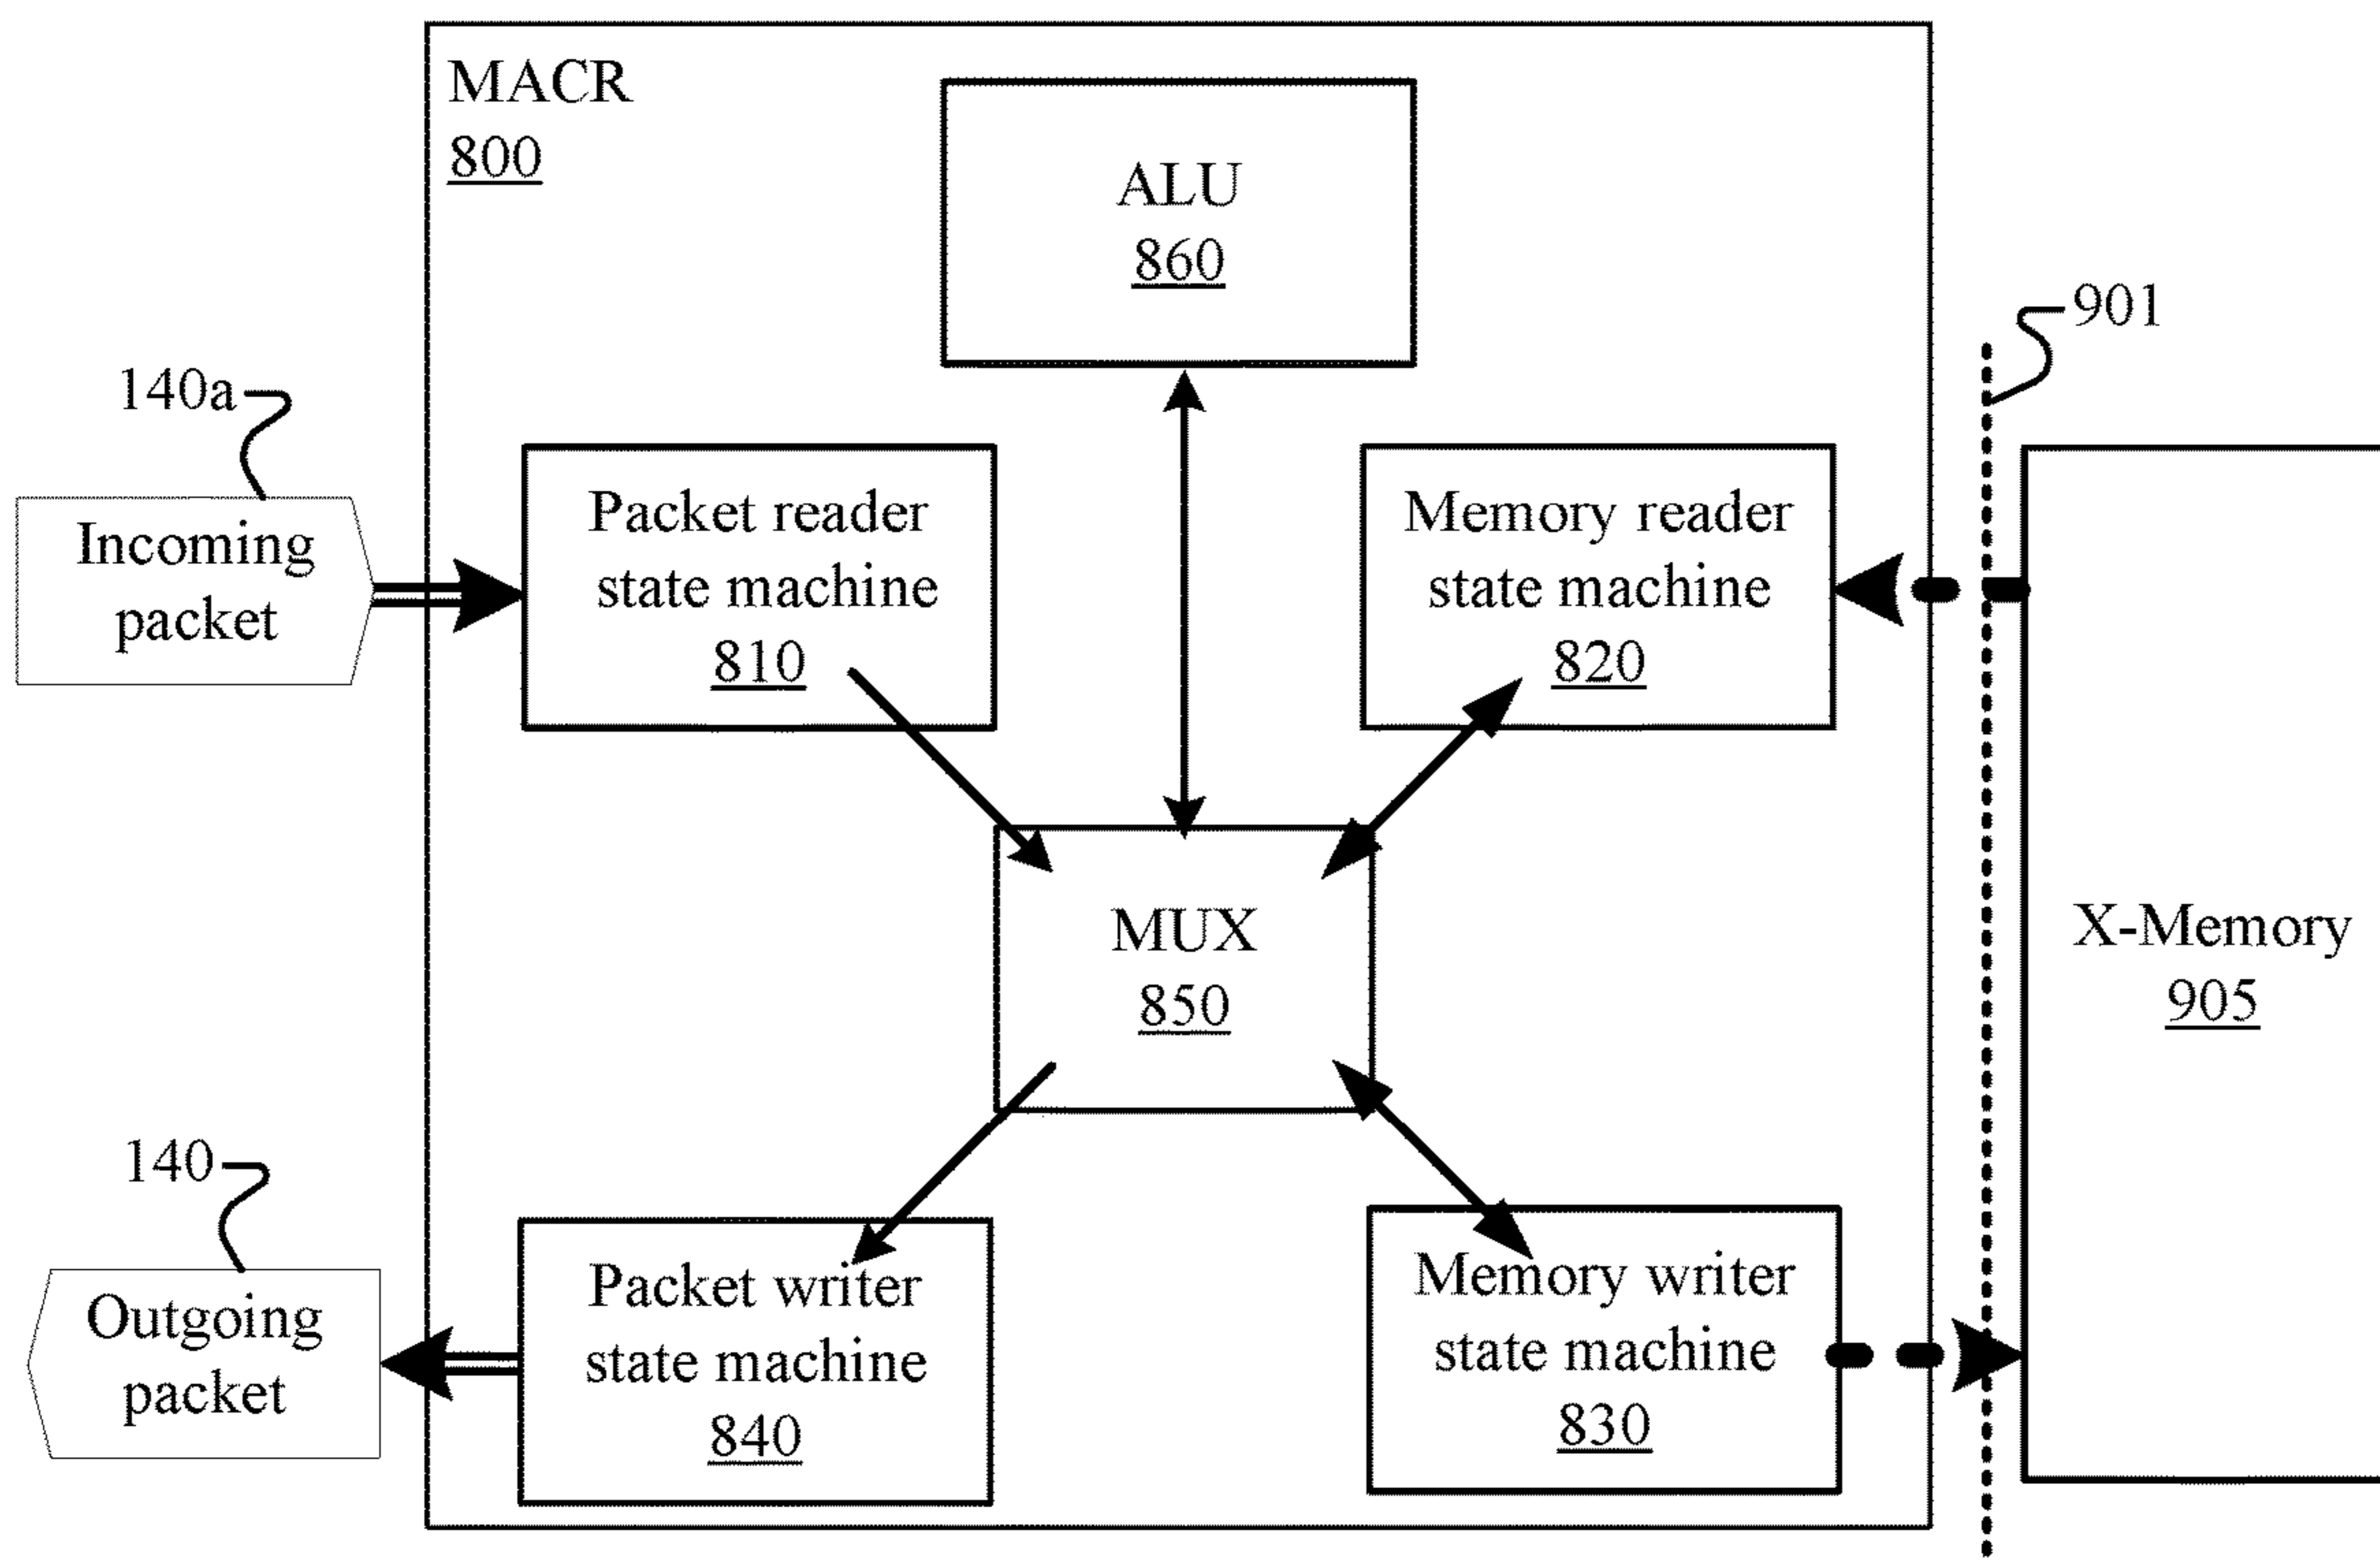 MACR
800
ALU
860
901
140a
Incoming
packet
Packet reader
state machine
810
Memory reader
state machine
820
MUX
850
X-Memory
905
140
Outgoing
packet
Packet writer
state machine
840
Memory writer
state machine
830